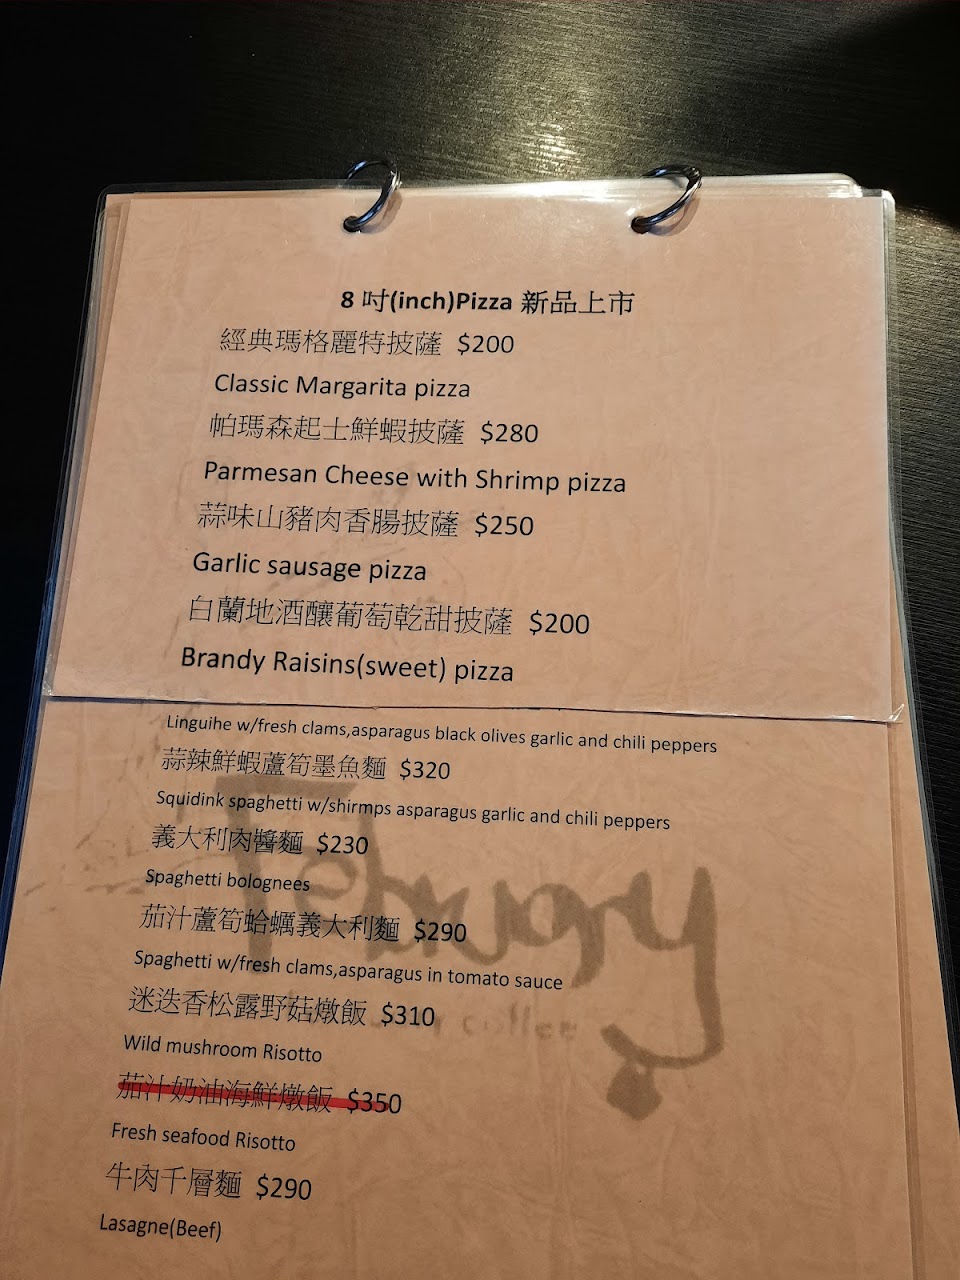 8 吋(inch)Pizza 新品上市
經典瑪格麗特披薩 $200
Classic Margarita pizza
帕瑪森起士鮮蝦披薩 $280
Parmesan Cheese with Shrimp pizza
蒜味山豬肉香腸披薩 $250
Garlic sausage pizza
白蘭地酒釀葡萄乾甜披薩 $200
Brandy Raisins(sweet) pizza
Linguihe w/fresh clams,asparagus black olives garlic and chili peppers
蒜辣鮮蝦蘆筍墨魚麵 $320
Squidink spaghetti w/shirmps asparagus garlic and chili peppers
義大利肉醬麵 $230
Spaghetti bolognees
茄汁蘆筍蛤蠣義大利麵 $290
Spaghetti w/fresh clams,asparagus in tomato sauce
迷迭香松露野菇燉飯 $310
Wild mushroom Risotto
茄汁奶油海鮮燉飯 $350
Fresh seafood Risotto
牛肉千層麵 $290
Lasagne(Beef)
February
coffee